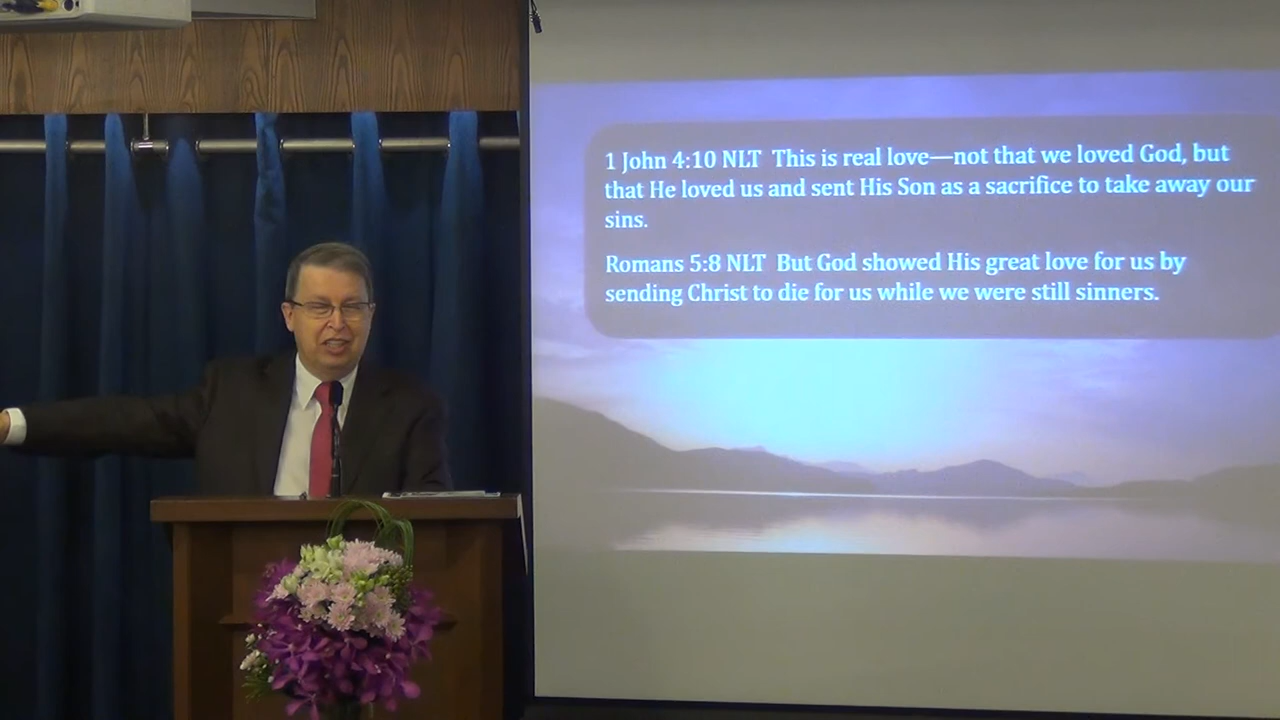 1 John 4:10 NLT  This is real love—not that we loved God, but
that He loved us and sent His Son as a sacrifice to take away our
sins.
Romans 5:8 NLT  But God showed His great love for us by
sending Christ to die for us while we were still sinners.